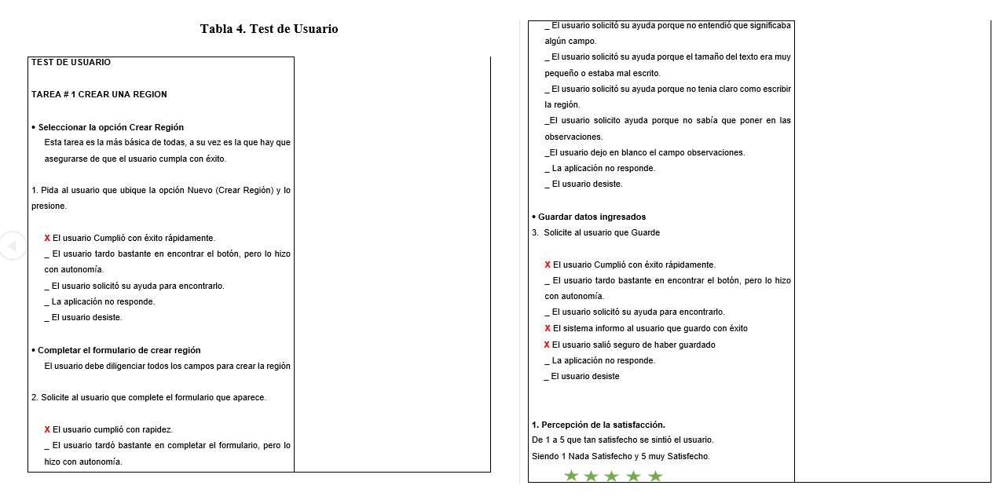 Tabla 4. Test de Usuario
TEST DE USUARIO
TAREA # 1 CREAR UNA REGION
• Seleccionar la opción Crear Región
Esta tarea es la más básica de todas, a su vez es la que hay que
asegurarse de que el usuario cumpla con éxito.
1. Pida al usuario que ubique la opción Nuevo (Crear Región) y lo
presione.
X El usuario Cumplió con éxito rápidamente.
_ El usuario tardo bastante en encontrar el botón, pero lo hizo
con autonomía.
_ El usuario solicitó su ayuda para encontrarlo.
_ La aplicación no responde.
_ El usuario desiste.
• Completar el formulario de crear región
El usuario debe diligenciar todos los campos para crear la región
2. Solicite al usuario que complete el formulario que aparece.
X El usuario cumplió con rapidez.
_ El usuario tardó bastante en completar el formulario, pero lo
hizo con autonomía.
_ El usuario solicitó su ayuda porque no entendió que significaba
algún campo.
_ El usuario solicitó su ayuda porque el tamaño del texto era muy
pequeño o estaba mal escrito.
_ El usuario solicitó su ayuda porque no tenia claro como escribir
la región.
_El usuario solicito ayuda porque no sabía que poner en las
observaciones.
_El usuario dejo en blanco el campo observaciones.
_ La aplicación no responde.
_ El usuario desiste.
• Guardar datos ingresados
3. Solicite al usuario que Guarde
X El usuario Cumplió con éxito rápidamente.
_ El usuario tardo bastante en encontrar el botón, pero lo hizo
con autonomía.
_ El usuario solicitó su ayuda para encontrarlo.
X El sistema informo al usuario que guardo con éxito
X El usuario salió seguro de haber guardado
_ La aplicación no responde.
_ El usuario desiste
1. Percepción de la satisfacción.
De 1 a 5 que tan satisfecho se sintió el usuario.
Siendo 1 Nada Satisfecho y 5 muy Satisfecho.